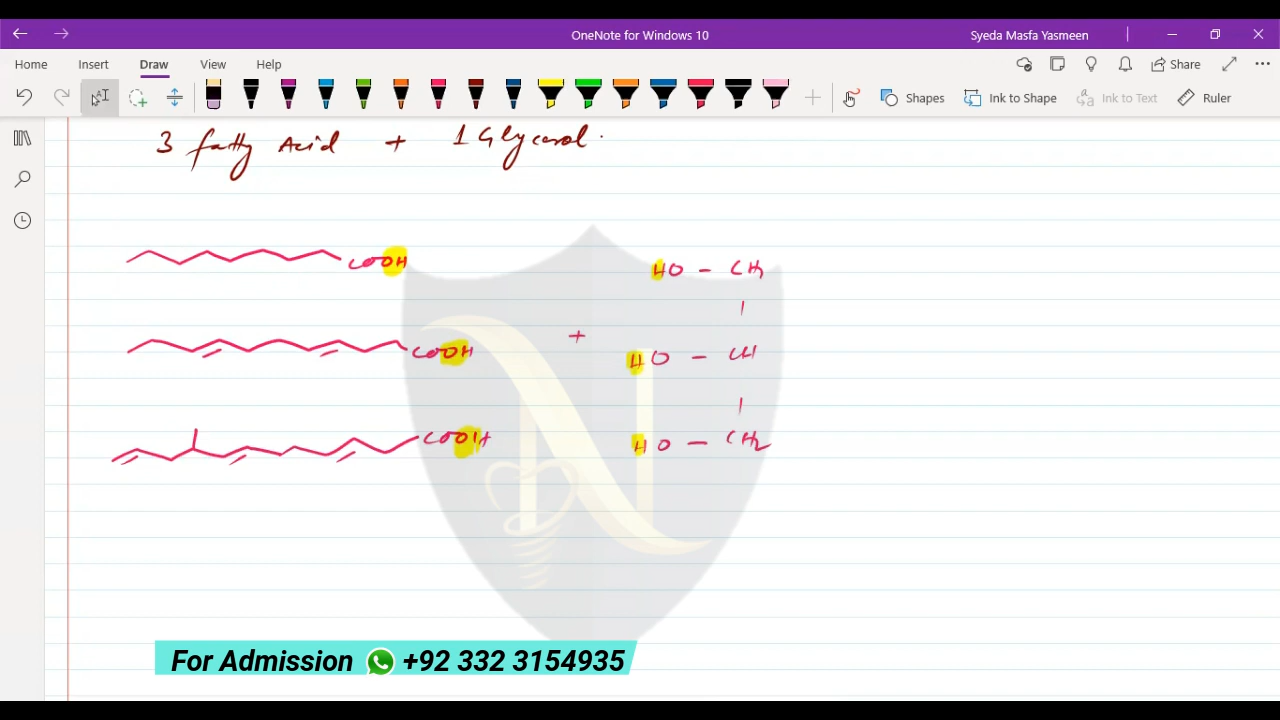 OneNote for Windows 10
Syeda Masfa Yasmeen
Home Insert Draw View Help
Share
Shapes Ink to Shape Ink to Text Ruler
3 fatty Acid + 1 Glycerol.
COOH
HO - CH2
+
COOH
HO - CH
COOH
HO - CH2
N
For Admission +92 332 3154935